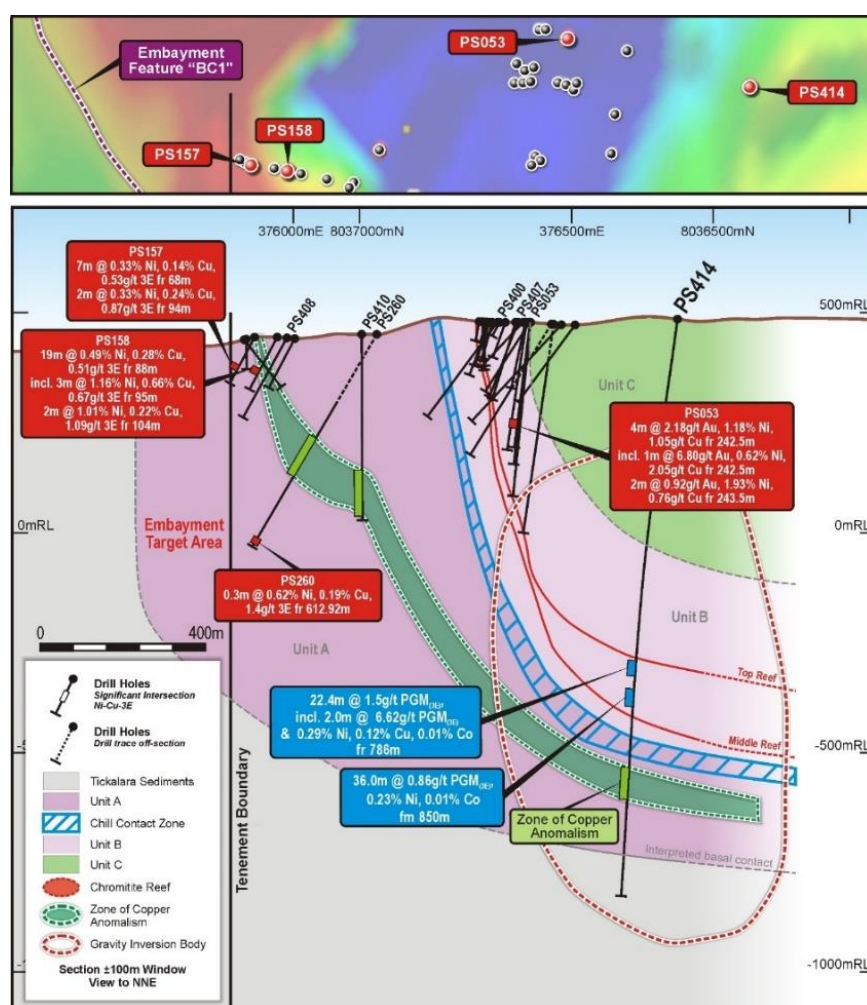 Embayment
Feature "BC1"
PS053
PS414
PS157
PS158
376000mE
8037000mN
376500mE
8036500mN
PS157
7m @ 0.33% Ni, 0.14% Cu,
0.53g/t 3E fr 68m
2m @ 0.33% Ni, 0.24% Cu,
0.87g/t 3E fr 94m
PS408
PS410
PS260
PS400
PS407
PS053
PS414
500mRL
PS158
19m @ 0.49% Ni, 0.28% Cu,
0.51g/t 3E fr 88m
incl. 3m @ 1.16% Ni, 0.66% Cu,
0.67g/t 3E fr 95m
2m @ 1.01% Ni, 0.22% Cu,
1.09g/t 3E fr 104m
Unit C
PS053
4m @ 2.18g/t Au, 1.18% Ni,
1.05g/t Cu fr 242.5m
incl. 1m @ 6.80g/t Au, 0.62% Ni,
2.05g/t Cu fr 242.5m
2m @ 0.92g/t Au, 1.93% Ni,
0.76g/t Cu fr 243.5m
0mRL
Embayment
Target Area
0mRL
PS260
0.3m @ 0.62% Ni, 0.19% Cu,
1.4g/t 3E fr 612.92m
0
400m
Unit A
Unit B
Top Reef
22.4m @ 1.5g/t PGM(3E),
incl. 2.0m @ 6.62g/t PGM(3E)
& 0.29% Ni, 0.12% Cu, 0.01% Co
fr 786m
Middle Reef
-500mRL
36.0m @ 0.86g/t PGM(3E),
0.23% Ni, 0.01% Co
fm 850m
Zone of Copper
Anomalism
Interpreted basal contact
Tenement Boundary
Drill Holes
Significant Intersection
Ni-Cu-3E
Drill Holes
Drill trace off-section
Tickalara Sediments
Unit A
Chill Contact Zone
Unit B
Unit C
Chromitite Reef
Zone of Copper
Anomalism
Gravity Inversion Body
Section ±100m Window
View to NNE
-1000mRL